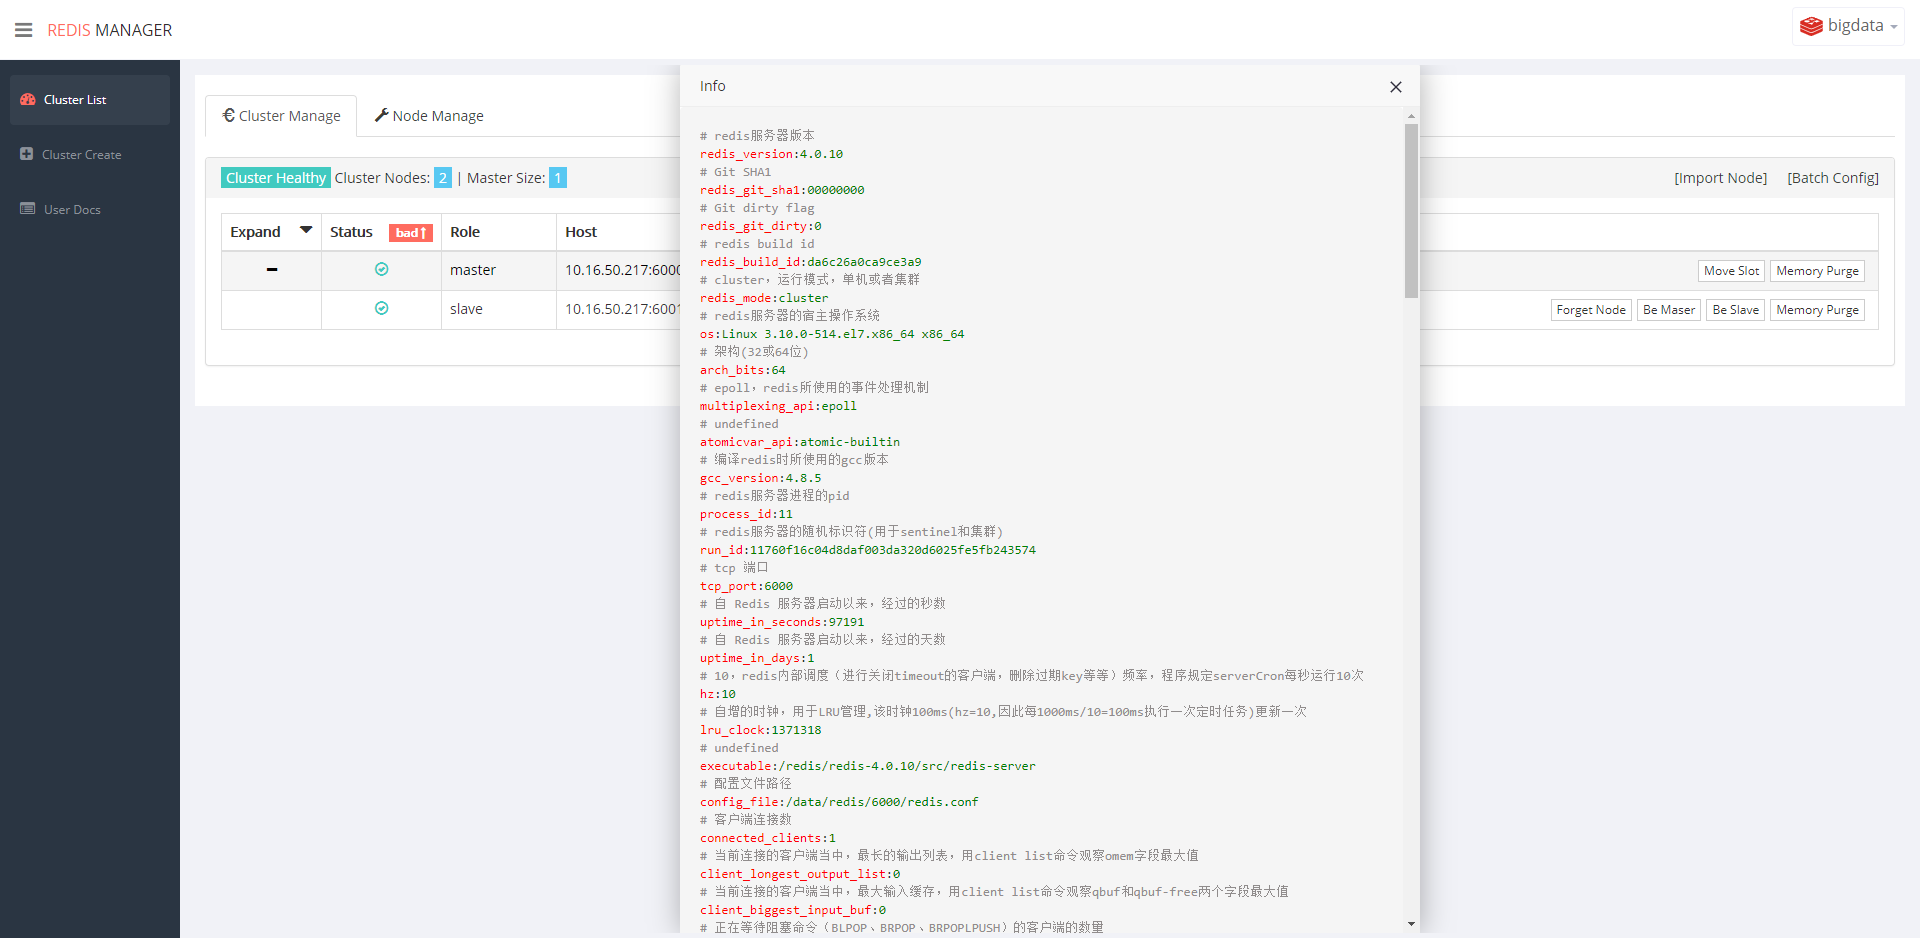 REDIS MANAGER
bigdata
Cluster List
Cluster Create
User Docs
Cluster Manage
Node Manage
Cluster Healthy Cluster Nodes: 2 | Master Size: 1
[Import Node] [Batch Config]
Expand Status bad Role Host
master 10.16.50.217:6000 Move Slot Memory Purge
slave 10.16.50.217:6001 Forget Node Be Maser Be Slave Memory Purge
Info
# redis服务器版本
redis_version:4.0.10
# Git SHA1
redis_git_sha1:00000000
# Git dirty flag
redis_git_dirty:0
# redis build id
redis_build_id:da6c26a0ca9ce3a9
# cluster，运行模式，单机或者集群
redis_mode:cluster
# redis服务器的宿主操作系统
os:Linux 3.10.0-514.el7.x86_64 x86_64
# 架构(32或64位)
arch_bits:64
# epoll，redis所使用的事件处理机制
multiplexing_api:epoll
# undefined
atomicvar_api:atomic-builtin
# 编译redis时所使用的gcc版本
gcc_version:4.8.5
# redis服务器进程的pid
process_id:11
# redis服务器的随机标识符(用于sentinel和集群)
run_id:11760f16c04d8daf003da320d6025fe5fb243574
# tcp 端口
tcp_port:6000
# 自 Redis 服务器启动以来，经过的秒数
uptime_in_seconds:97191
# 自 Redis 服务器启动以来，经过的天数
uptime_in_days:1
# 10，redis内部调度（进行关闭timeout的客户端，删除过期key等等）频率，程序规定serverCron每秒运行10次
hz:10
# 自增的时钟，用于LRU管理,该时钟100ms(hz=10,因此每1000ms/10=100ms执行一次定时任务)更新一次
lru_clock:1371318
# undefined
executable:/redis/redis-4.0.10/src/redis-server
# 配置文件路径
config_file:/data/redis/6000/redis.conf
# 客户端连接数
connected_clients:1
# 当前连接的客户端当中，最长的输出列表，用client list命令观察omem字段最大值
client_longest_output_list:0
# 当前连接的客户端当中，最大输入缓存，用client list命令观察qbuf和qbuf-free两个字段最大值
client_biggest_input_buf:0
# 正在等待阻塞命令（BLPOP、BRPOP、BRPOPLPUSH）的客户端的数量